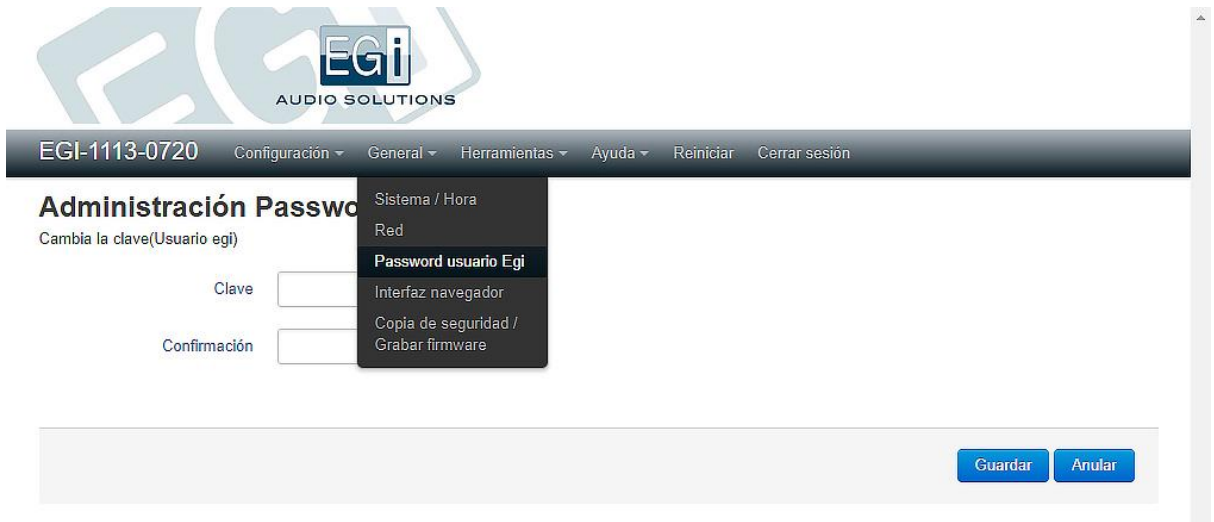 EGi
AUDIO SOLUTIONS
EGI-1113-0720 Configuración General Herramientas Ayuda Reiniciar Cerrar sesión
Administración
Cambia la clave(Usuario egi)
Clave
Confirmación
Sistema / Hora
Red
Password usuario Egi
Interfaz navegador
Copia de seguridad /
Grabar firmware
Guardar Anular